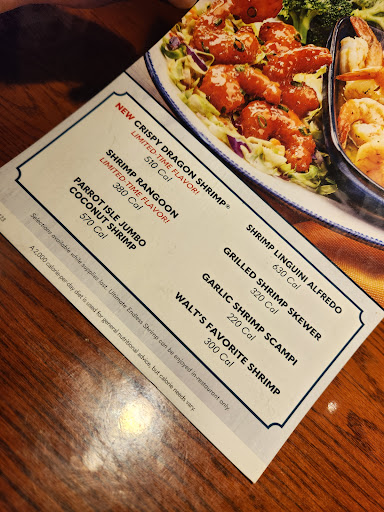 NEW CRISPY DRAGON SHRIMP®
LIMITED-TIME FLAVOR!
510 Cal
SHRIMP RANGOON
LIMITED-TIME FLAVOR!
380 Cal
PARROT ISLE JUMBO
COCONUT SHRIMP
570 Cal
SHRIMP LINGUINI ALFREDO
630 Cal
GRILLED SHRIMP SKEWER
320 Cal
GARLIC SHRIMP SCAMPI
220 Cal
WALT'S FAVORITE SHRIMP
300 Cal
Selections available while supplies last. Ultimate Endless Shrimp can be enjoyed in-restaurant only.
A 2,000 calorie-per-day diet is used for general nutritional advice, but calorie needs vary.